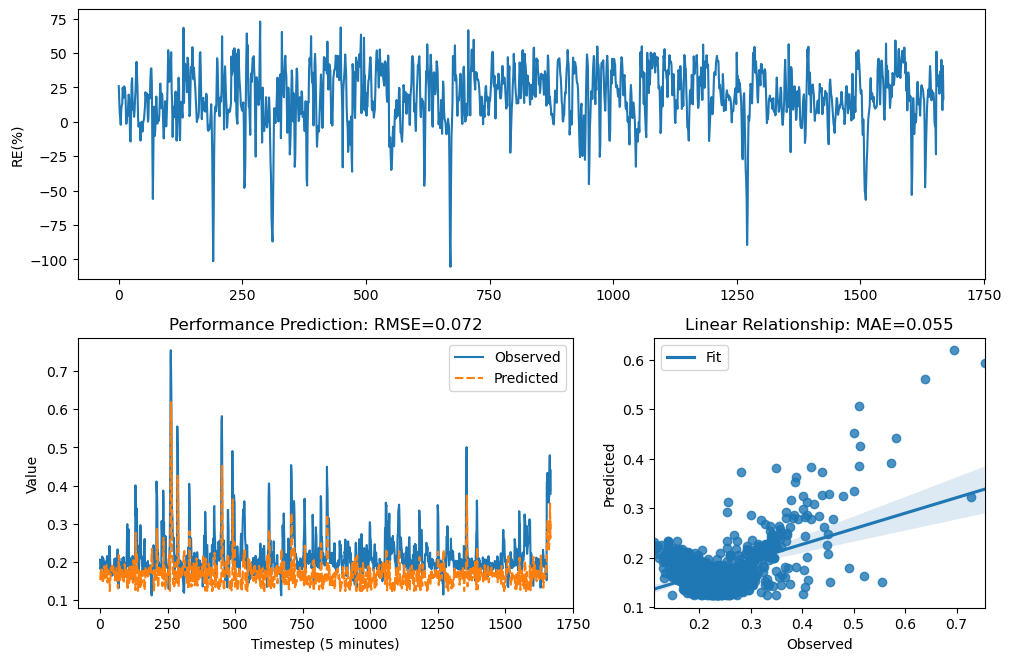 75
50
25
0
−25
−50
−75
−100
RE(%)
0 250 500 750 1000 1250 1500 1750
Performance Prediction: RMSE=0.072
Observed
Predicted
0.7
0.6
0.5
0.4
0.3
0.2
0.1
Value
0 250 500 750 1000 1250 1500 1750
Timestep (5 minutes)
Linear Relationship: MAE=0.055
Fit
0.6
0.5
0.4
0.3
0.2
0.1
Predicted
0.2 0.3 0.4 0.5 0.6 0.7
Observed